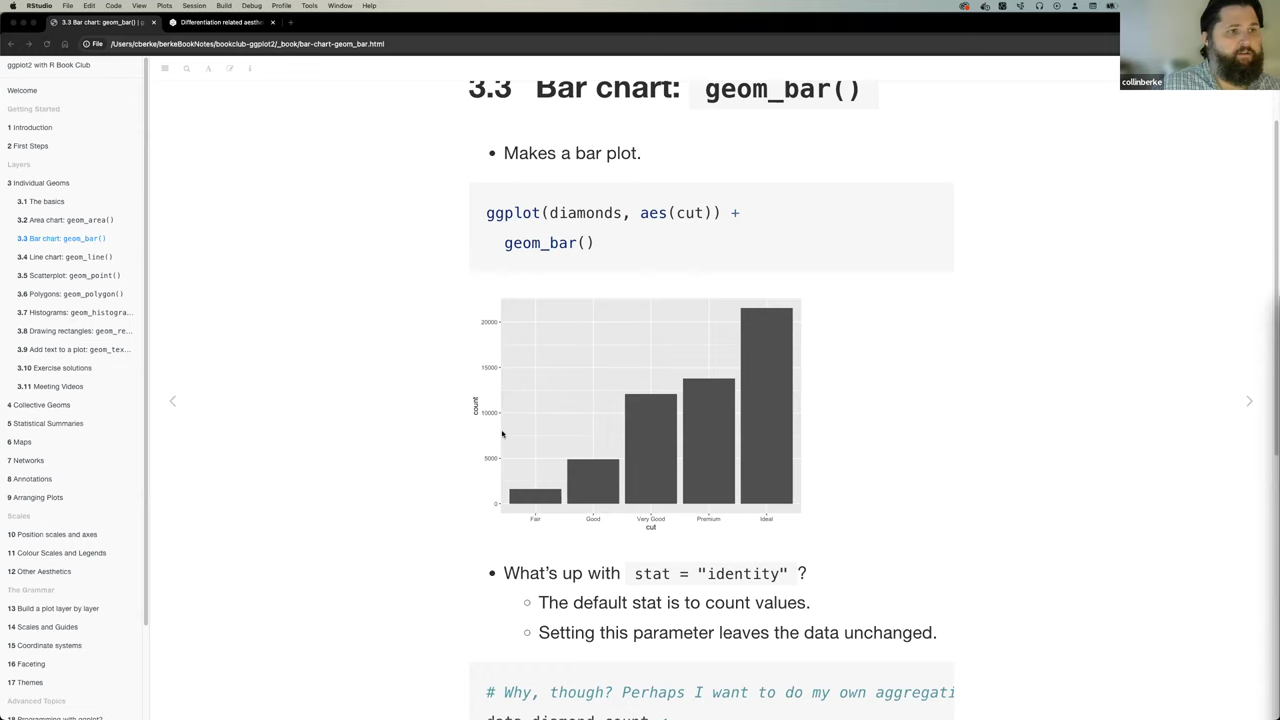 RStudio File Edit Code View Plots Session Build Debug Profile Tools Window Help
3.3 Bar chart: geom_bar() | g
Differentiation related aesthe
File /Users/cberke/berkeBookNotes/bookclub-ggplot2/_book/bar-chart-geom_bar.html
collinberke
ggplot2 with R Book Club
Welcome
Getting Started
1 Introduction
2 First Steps
Layers
3 Individual Geoms
3.1 The basics
3.2 Area chart: geom_area()
3.3 Bar chart: geom_bar()
3.4 Line chart: geom_line()
3.5 Scatterplot: geom_point()
3.6 Polygons: geom_polygon()
3.7 Histograms: geom_histogra...
3.8 Drawing rectangles: geom_re...
3.9 Add text to a plot: geom_tex...
3.10 Exercise solutions
3.11 Meeting Videos
4 Collective Geoms
5 Statistical Summaries
6 Maps
7 Networks
8 Annotations
9 Arranging Plots
Scales
10 Position scales and axes
11 Colour Scales and Legends
12 Other Aesthetics
The Grammar
13 Build a plot layer by layer
14 Scales and Guides
15 Coordinate systems
16 Faceting
17 Themes
Advanced Topics
18 Programming with ggplot2
3.3 Bar chart: geom_bar()
• Makes a bar plot.
ggplot(diamonds, aes(cut)) +
geom_bar()
20000
15000
10000
5000
0
count
Fair Good Very Good Premium Ideal
cut
• What's up with stat = "identity" ?
○ The default stat is to count values.
○ Setting this parameter leaves the data unchanged.
# Why, though? Perhaps I want to do my own aggregati